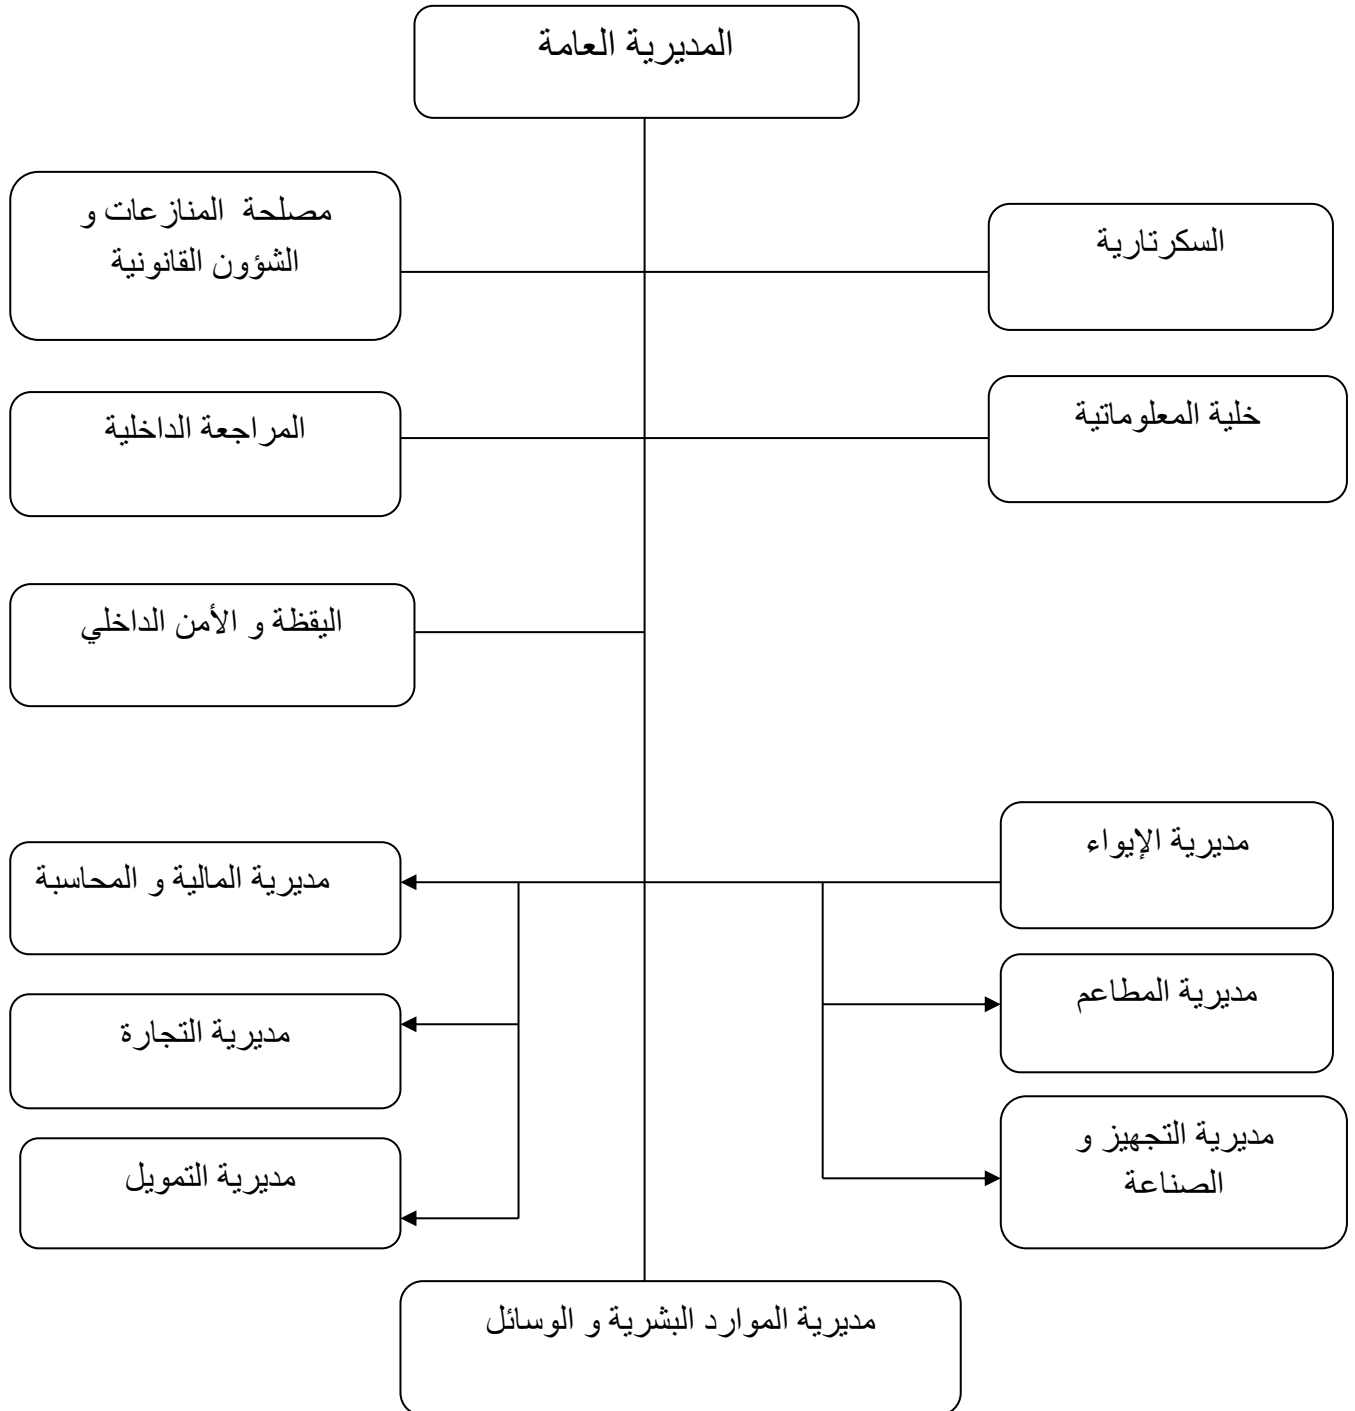 المديرية العامة
مصلحة المنازعات و
الشؤون القانونية
السكرتارية
خلية المعلوماتية
المراجعة الداخلية
اليقظة و الأمن الداخلي
مديرية الإيواء
مديرية المالية و المحاسبة
مديرية المطاعم
مديرية التجارة
مديرية التجهيز و
الصناعة
مديرية التمويل
مديرية الموارد البشرية و الوسائل